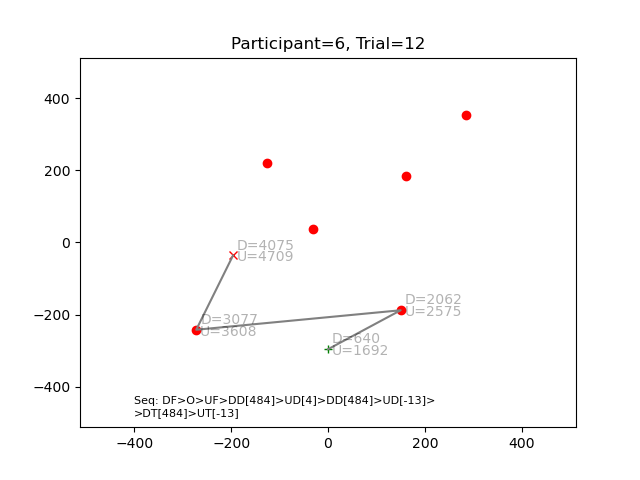 Participant=6, Trial=12
400
200
0
−200
−400
D=4075
U=4709
D=3077
U=3608
D=2062
U=2575
D=640
U=1692
Seq: DF>O>UF>DD[484]>UD[4]>DD[484]>UD[-13]>
>DT[484]>UT[-13]
−400
−200
0
200
400